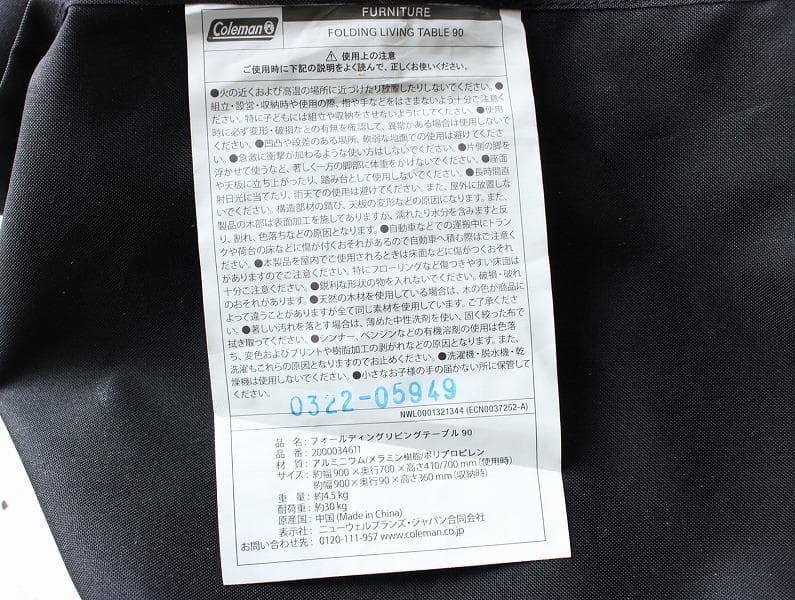 FURNITURE
Coleman
FOLDING LIVING TABLE 90
使用上の注意
ご使用時に下記の説明をよく読んで、正しくお使いください。
●火の近くおよび高温の場所に近づけたり放置したりしないでください。●
組立・設営・収納時や使用の際、指や手などをはさまないよう十分ご注意く
ださい。特に子どもには組立や収納をさせないようにしてください。●使用
時に必ず変形・破損などの有無を確認して、異常がある場合は使用しないで
ください。●凹凸や段差のある場所、軟弱な地面での使用は避けてくださ
い。●急激に衝撃が加わるような使い方はしないでください。●片側の脚を
浮かせて使うなど、著しく一方の脚部に体重をかけないでください。●座面
や天板に立ち上がったり、踏み台として使用しないでください。●長時間直
射日光に当てたり、雨天での使用は避けてください。また、屋外に放置しな
いでください。構造部材の錆び、天板の変形などの原因になります。また、
製品の木部は表面加工を施してありますが、濡れたり水分を含みますと反
り、割れ、色落ちなどの原因となります。●自動車などでの運搬中にトラン
クや荷台の床などに傷が付くおそれがあるので自動車へ積む際はご注意く
ださい。●本製品を屋内でご使用されるときは床面などに傷がつくおそれ
がありますのでご注意ください。特にフローリングなど傷つきやすい床面は
十分ご注意ください。●鋭利な形状の物を入れないでください。破損・破れ
のおそれがあります。●天然の木材を使用している場合は、木の色が商品に
よって違うことがありますが全て同じ素材を使用しています。ご了承くださ
い。●著しい汚れを落とす場合は、薄めた中性洗剤を使い、固く絞った布で
拭き取ってください。●シンナー、ベンジンなどの有機溶剤の使用は色落
ち、変色およびプリントや樹脂加工の剥がれなどの原因となります。また、
洗濯もこれらの原因となりますのでお止めください。●洗濯機・脱水機・乾
燥機は使用しないでください。●小さなお子様の手の届かない所に保管して
ください。
0322-05949
NWL0001321344 (ECN0037252-A)
品 名：フォールディングリビングテーブル90
品 番：2000034611
材 質：アルミニウム/メラミン樹脂/ポリプロピレン
サイズ：約幅900×奥行700×高さ410/700mm(使用時)
約幅900×奥行90×高さ360mm(収納時)
重 量：約4.5kg
耐荷重：約30kg
原産国：中国(Made in China)
表示社：ニューウェルブランズ・ジャパン合同会社
お問い合わせ先：0120-111-957 www.coleman.co.jp